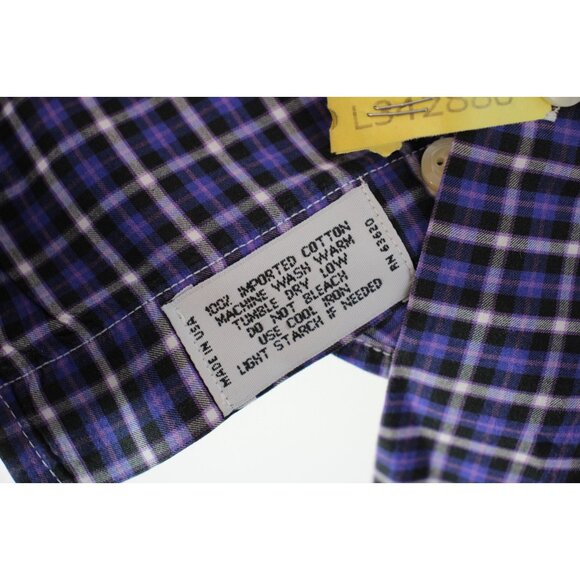 100% IMPORTED COTTON
MACHINE WASH WARM
TUMBLE DRY LOW
DO NOT BLEACH
USE COOL IRON
LIGHT STARCH IF NEEDED
MADE IN USA
RN 63620